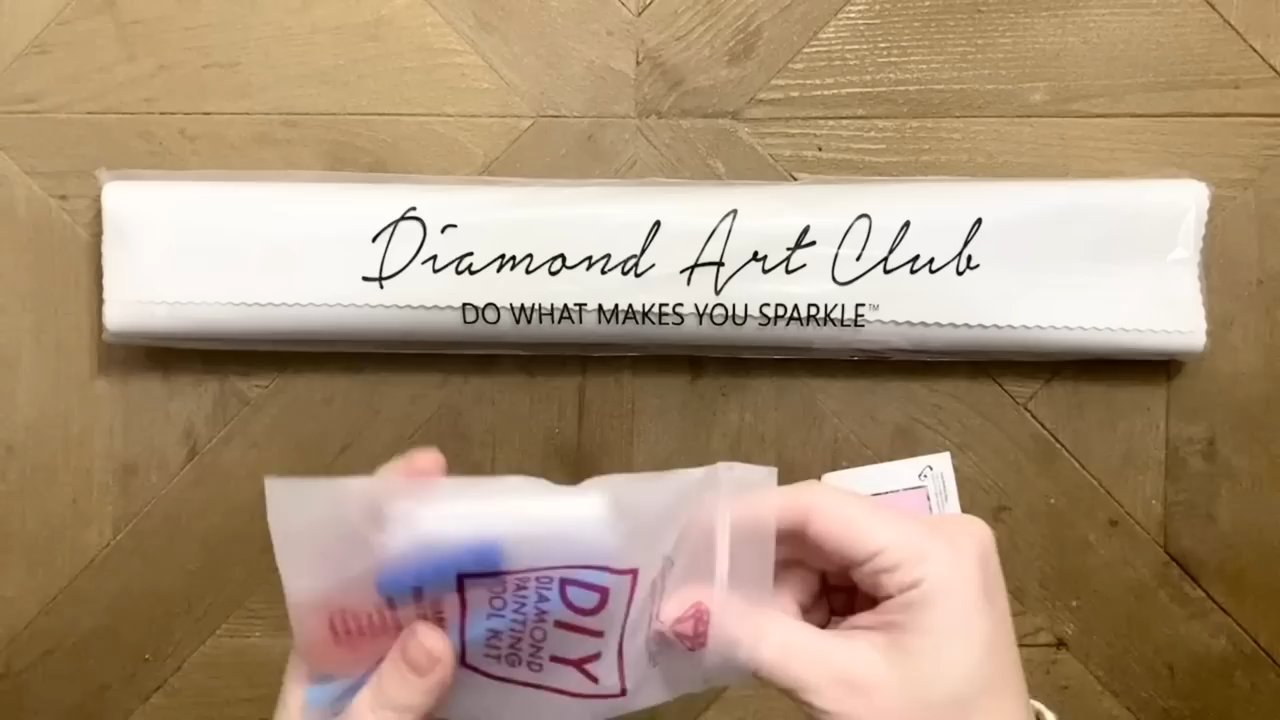 Diamond Art Club
DO WHAT MAKES YOU SPARKLE™
DIY
DIAMOND
PAINTING
TOOL KIT